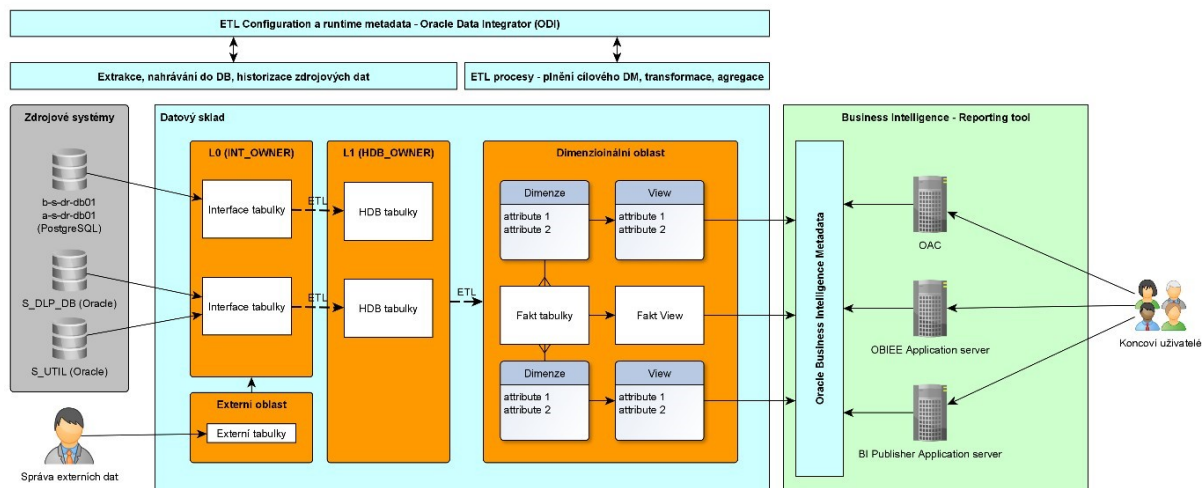 ETL Configuration a runtime metadata - Oracle Data Integrator (ODI)
Extrakce, nahrávání do DB, historizace zdrojových dat
ETL procesy - plnění cílového DM, transformace, agregace
Zdrojové systémy
b-s-dr-db01
a-s-dr-db01
(PostgreSQL)
S_DLP_DB (Oracle)
S_UTIL (Oracle)
Správa externích dat
Datový sklad
L0 (INT_OWNER)
Interface tabulky
Interface tabulky
Externí oblast
Externí tabulky
ETL
ETL
L1 (HDB_OWNER)
HDB tabulky
HDB tabulky
ETL
Dimenzioinální oblast
Dimenze
attribute 1
attribute 2
View
attribute 1
attribute 2
Fakt tabulky
Fakt View
Dimenze
attribute 1
attribute 2
View
attribute 1
attribute 2
Business Intelligence - Reporting tool
Oracle Business Intelligence Metadata
OAC
OBIEE Application server
BI Publisher Application server
Koncoví uživatelé